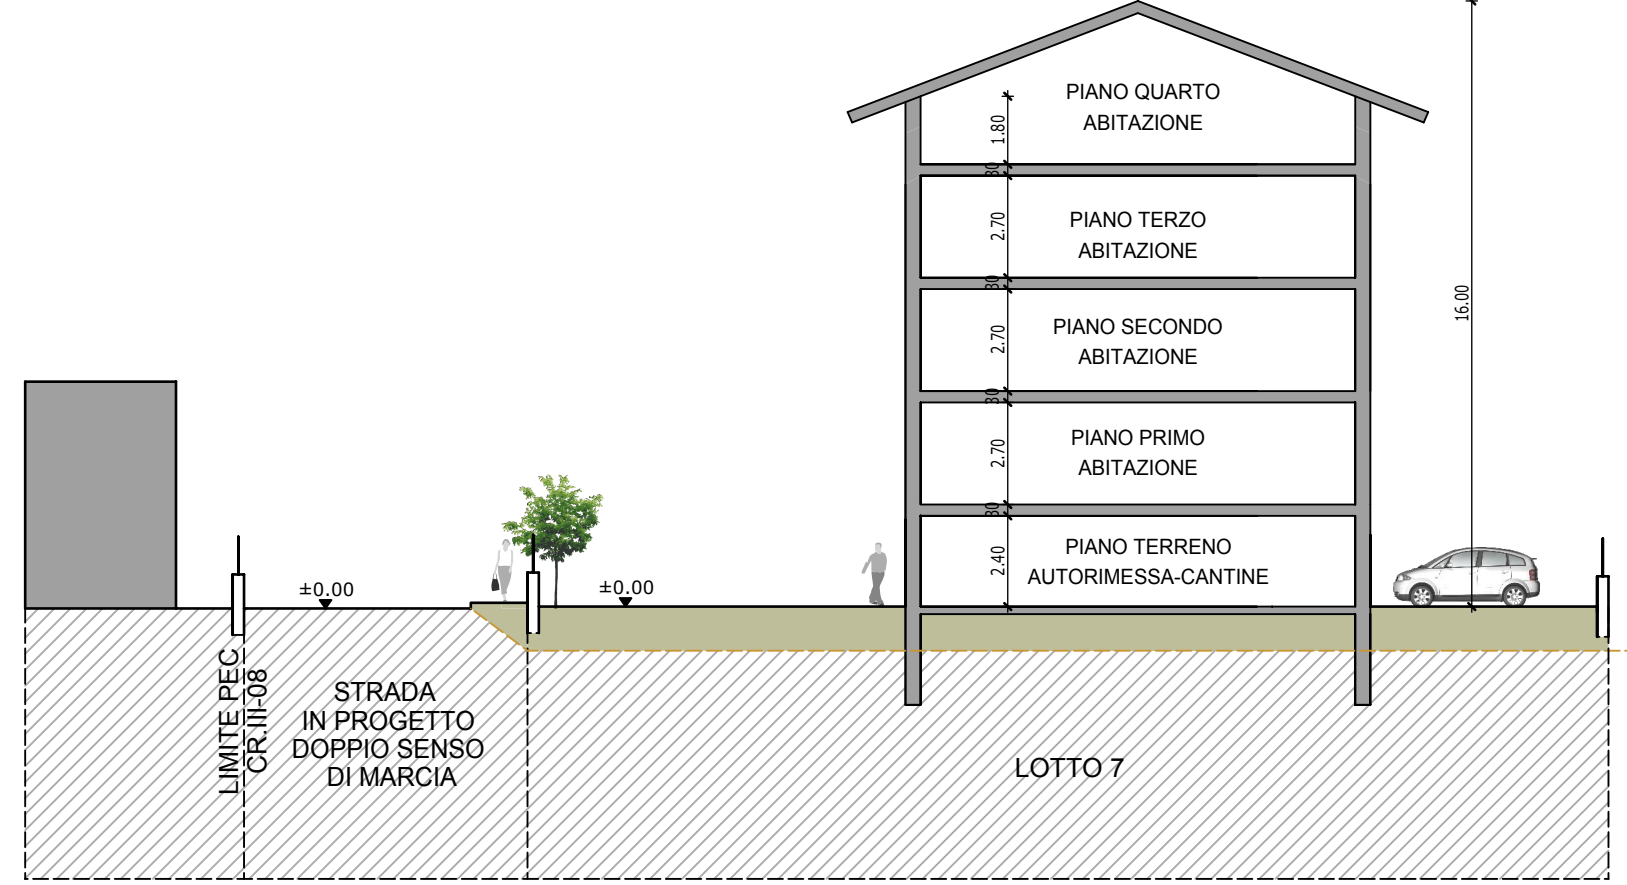 PIANO QUARTO
ABITAZIONE
1.80
30
PIANO TERZO
ABITAZIONE
2.70
30
16.00
PIANO SECONDO
ABITAZIONE
2.70
30
PIANO PRIMO
ABITAZIONE
2.70
30
PIANO TERRENO
AUTORIMESSA-CANTINE
2.40
±0.00
±0.00
LIMITE PEC
CR.III-08
STRADA
IN PROGETTO
DOPPIO SENSO
DI MARCIA
LOTTO 7